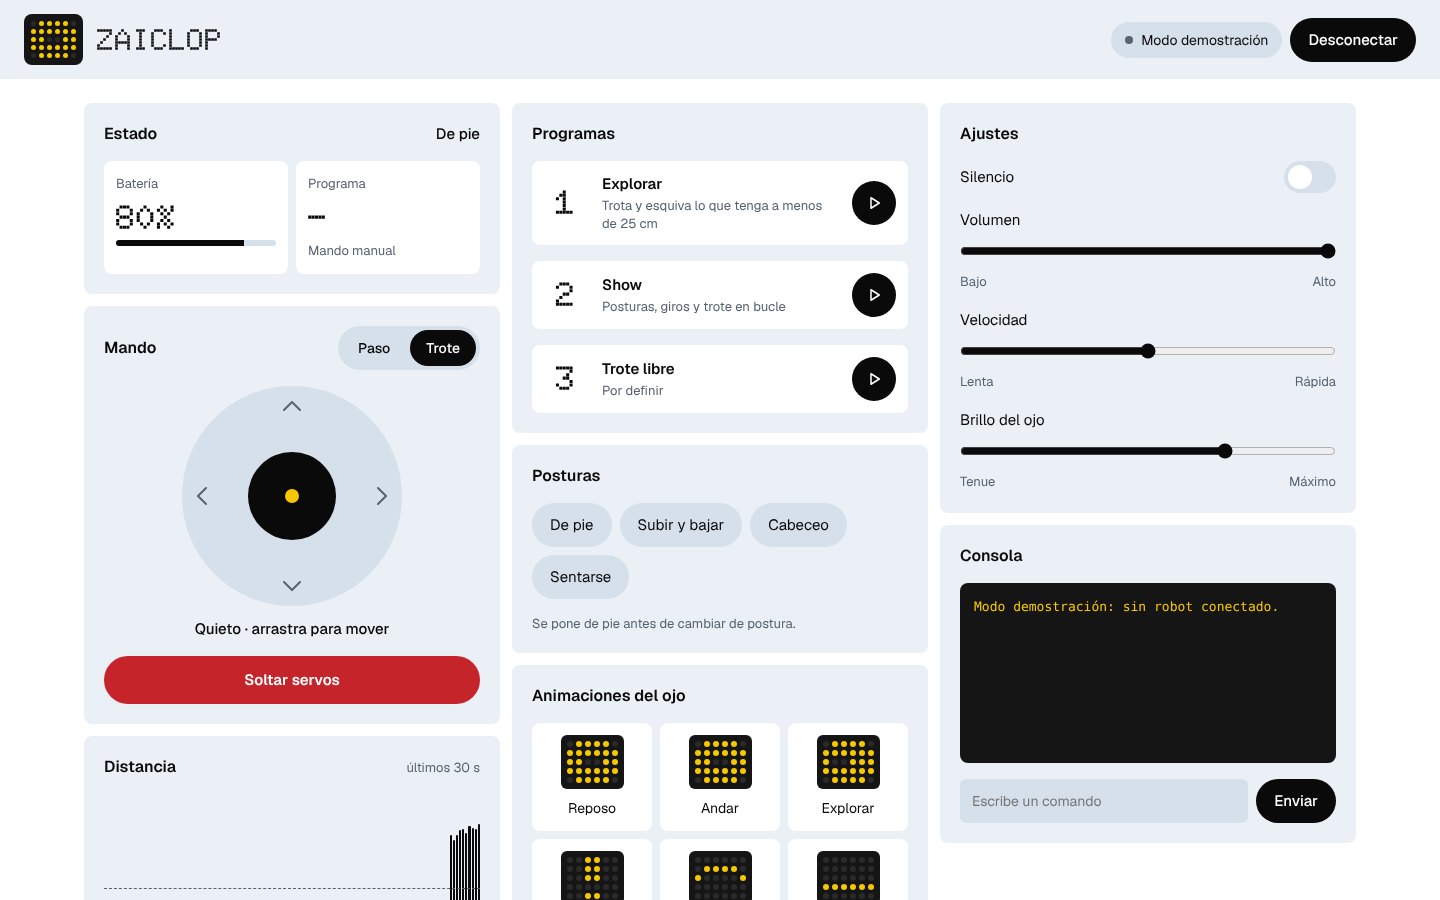 ZAICLOP
Modo demostración
Desconectar
Estado
De pie
Batería
80%
Programa
—
Mando manual
Mando
Paso
Trote
Quieto · arrastra para mover
Soltar servos
Distancia
últimos 30 s
Programas
1
Explorar
Trota y esquiva lo que tenga a menos
de 25 cm
2
Show
Posturas, giros y trote en bucle
3
Trote libre
Por definir
Posturas
De pie
Subir y bajar
Cabeceo
Sentarse
Se pone de pie antes de cambiar de postura.
Animaciones del ojo
Reposo
Andar
Explorar
Ajustes
Silencio
Volumen
Bajo
Alto
Velocidad
Lenta
Rápida
Brillo del ojo
Tenue
Máximo
Consola
Modo demostración: sin robot conectado.
Escribe un comando
Enviar